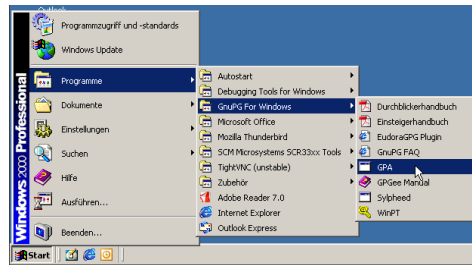 Outlook
Programmzugriff und -standards
Windows Update
Programme
Dokumente
Einstellungen
Suchen
Hilfe
Ausführen...
Beenden...
Windows 2000 Professional
Autostart
Debugging Tools for Windows
GnuPG For Windows
Microsoft Office
Mozilla Thunderbird
SCM Microsystems SCR33xx Tools
TightVNC (unstable)
Zubehör
Adobe Reader 7.0
Internet Explorer
Outlook Express
Durchblickerhandbuch
Einsteigerhandbuch
EudoraGPG Plugin
GnuPG FAQ
GPA
GPGee Manual
Sylpheed
WinPT
Start